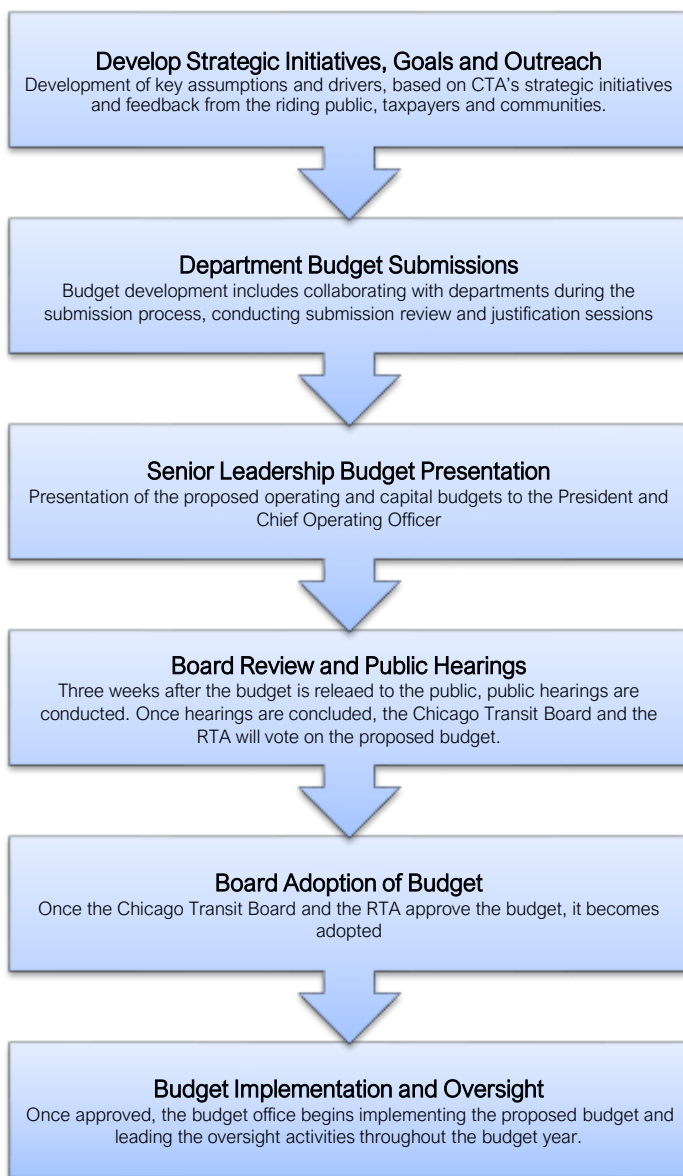 Develop Strategic Initiatives, Goals and Outreach
Development of key assumptions and drivers, based on CTA's strategic initiatives
and feedback from the riding public, taxpayers and communities.
Department Budget Submissions
Budget development includes collaborating with departments during the
submission process, conducting submission review and justification sessions
Senior Leadership Budget Presentation
Presentation of the proposed operating and capital budgets to the President and
Chief Operating Officer
Board Review and Public Hearings
Three weeks after the budget is releaed to the public, public hearings are
conducted. Once hearings are concluded, the Chicago Transit Board and the
RTA will vote on the proposed budget.
Board Adoption of Budget
Once the Chicago Transit Board and the RTA approve the budget, it becomes
adopted
Budget Implementation and Oversight
Once approved, the budget office begins implementing the proposed budget and
leading the oversight activities throughout the budget year.